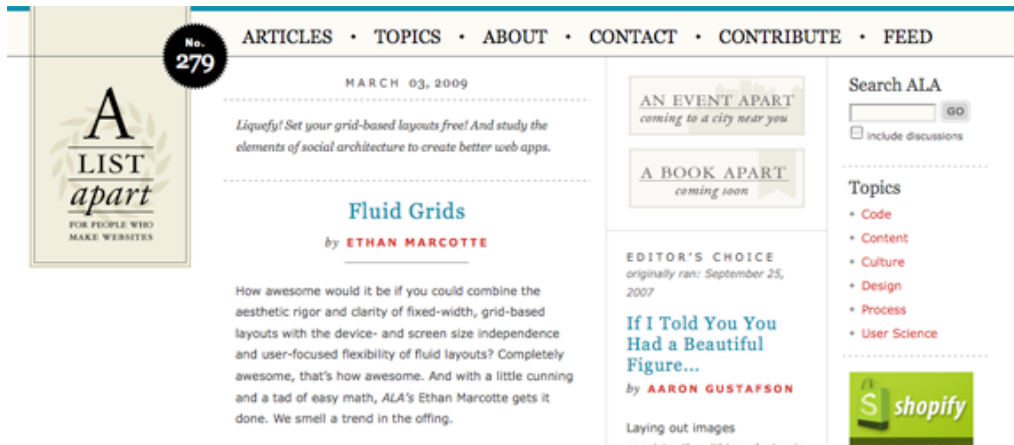 ARTICLES • TOPICS • ABOUT • CONTACT • CONTRIBUTE • FEED
No.
279
A
LIST
apart
FOR PEOPLE WHO
MAKE WEBSITES
MARCH 03, 2009
Liquefy! Set your grid-based layouts free! And study the
elements of social architecture to create better web apps.
Fluid Grids
by ETHAN MARCOTTE
How awesome would it be if you could combine the
aesthetic rigor and clarity of fixed-width, grid-based
layouts with the device- and screen size independence
and user-focused flexibility of fluid layouts? Completely
awesome, that's how awesome. And with a little cunning
and a tad of easy math, ALA's Ethan Marcotte gets it
done. We smell a trend in the offing.
AN EVENT APART
coming to a city near you
A BOOK APART
coming soon
EDITOR'S CHOICE
originally ran: September 25,
2007
If I Told You You
Had a Beautiful
Figure...
by AARON GUSTAFSON
Laying out images
Search ALA
GO
include discussions
Topics
• Code
• Content
• Culture
• Design
• Process
• User Science
shopify